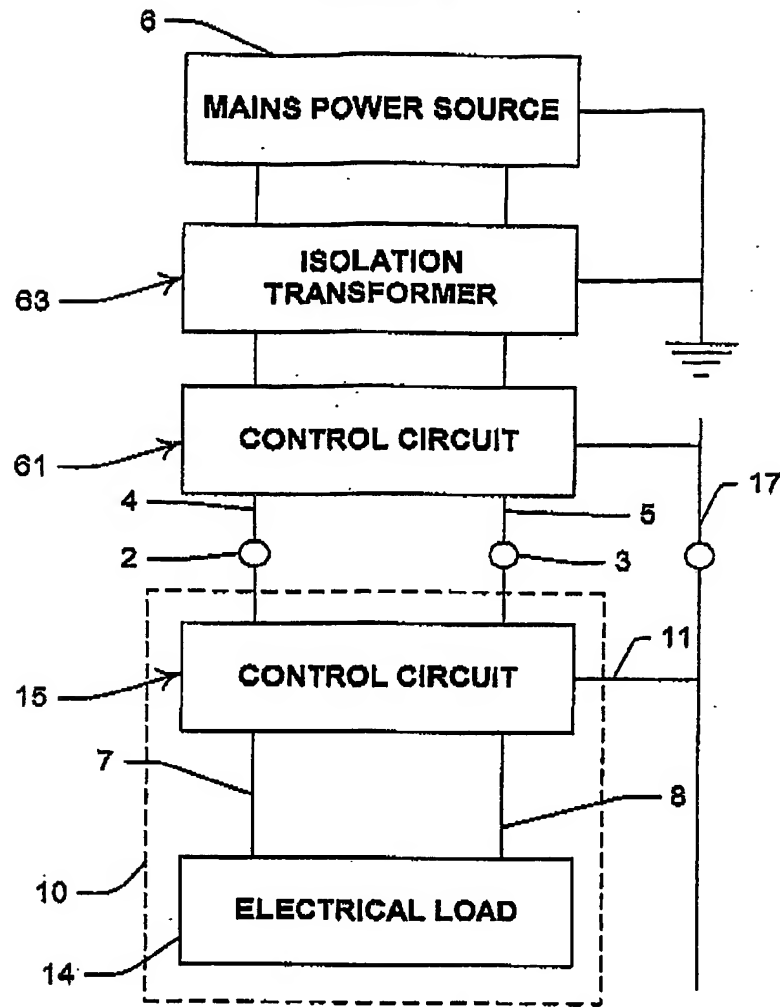 6
MAINS POWER SOURCE
ISOLATION
TRANSFORMER
63
CONTROL CIRCUIT
61
4
5
17
2
3
11
CONTROL CIRCUIT
15
7
8
10
ELECTRICAL LOAD
14